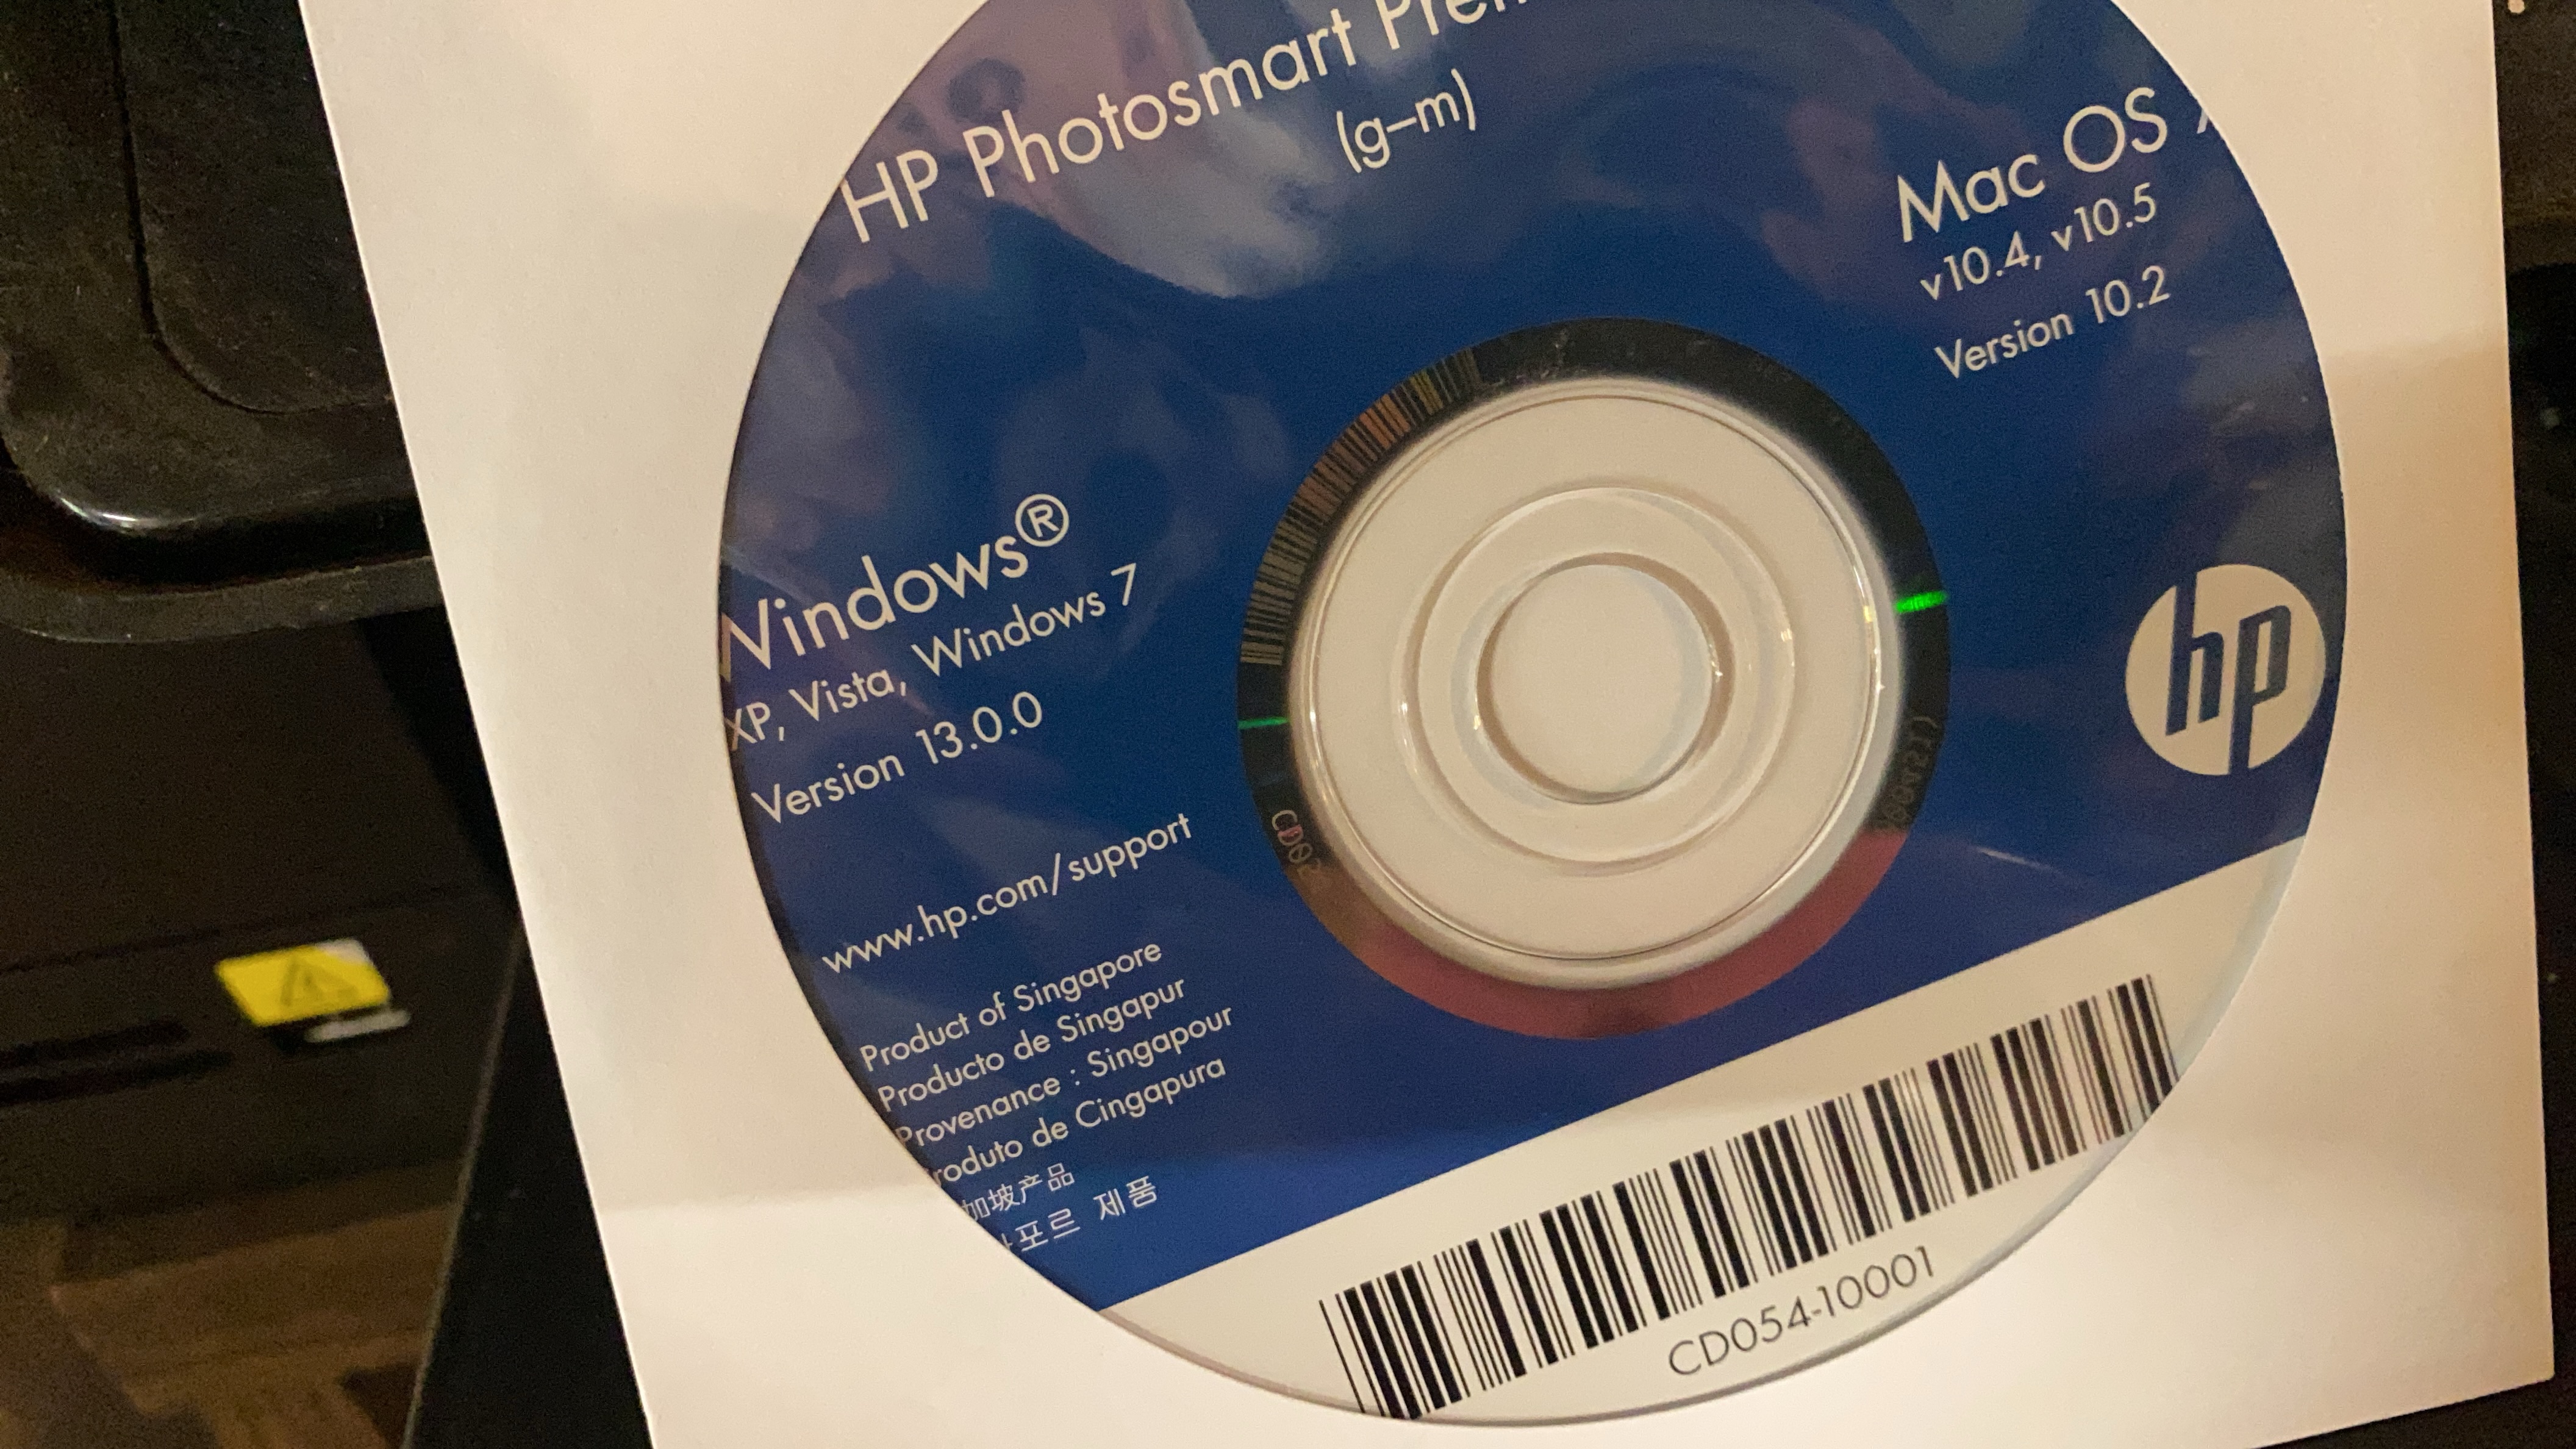 HP Photosmart
(g–m)
Mac OS
v10.4, v10.5
Version 10.2
Windows®
XP, Vista, Windows 7
Version 13.0.0
www.hp.com/support
hp
Product of Singapore
Producto de Singapur
Provenance : Singapour
roduto de Cingapura
加坡产品
포르 제품
CD02
CD054-10001